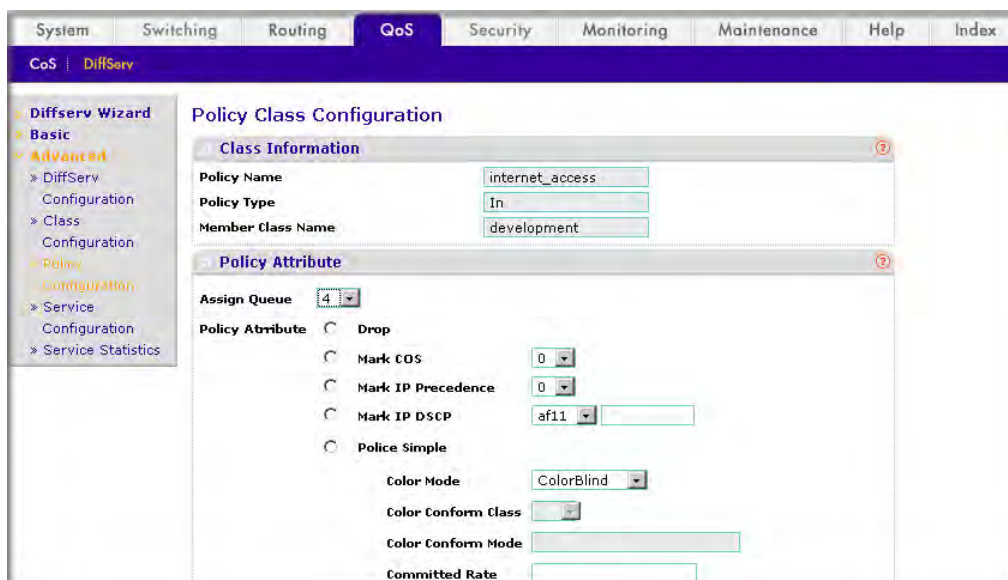 System Switching Routing QoS Security Monitoring Maintenance Help Index
CoS DiffServ
Diffserv Wizard
Basic
Advanced
» DiffServ
Configuration
» Class
Configuration
Policy
Configuration
» Service
Configuration
» Service Statistics
Policy Class Configuration
Class Information ?
Policy Name internet_access
Policy Type In
Member Class Name development
Policy Attribute ?
Assign Queue 4
Policy Attribute Drop
Mark COS 0
Mark IP Precedence 0
Mark IP DSCP af11
Police Simple
Color Mode ColorBlind
Color Conform Class
Color Conform Mode
Committed Rate